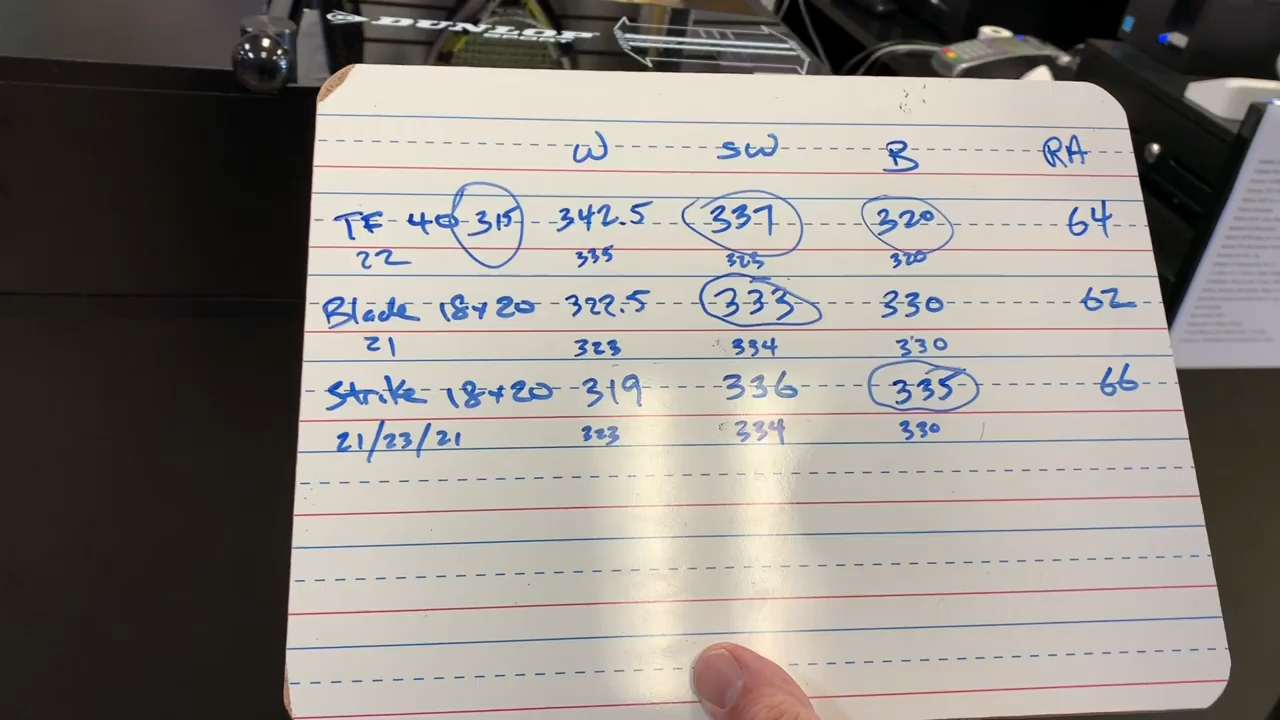 DUNLOP
W SW B RA
TF 40 315 342.5 337 320 64
22 335 323 320
Blade 18x20 322.5 333 330 62
21 323 334 330
Strike 18x20 319 336 335 66
21/23/21 323 334 330